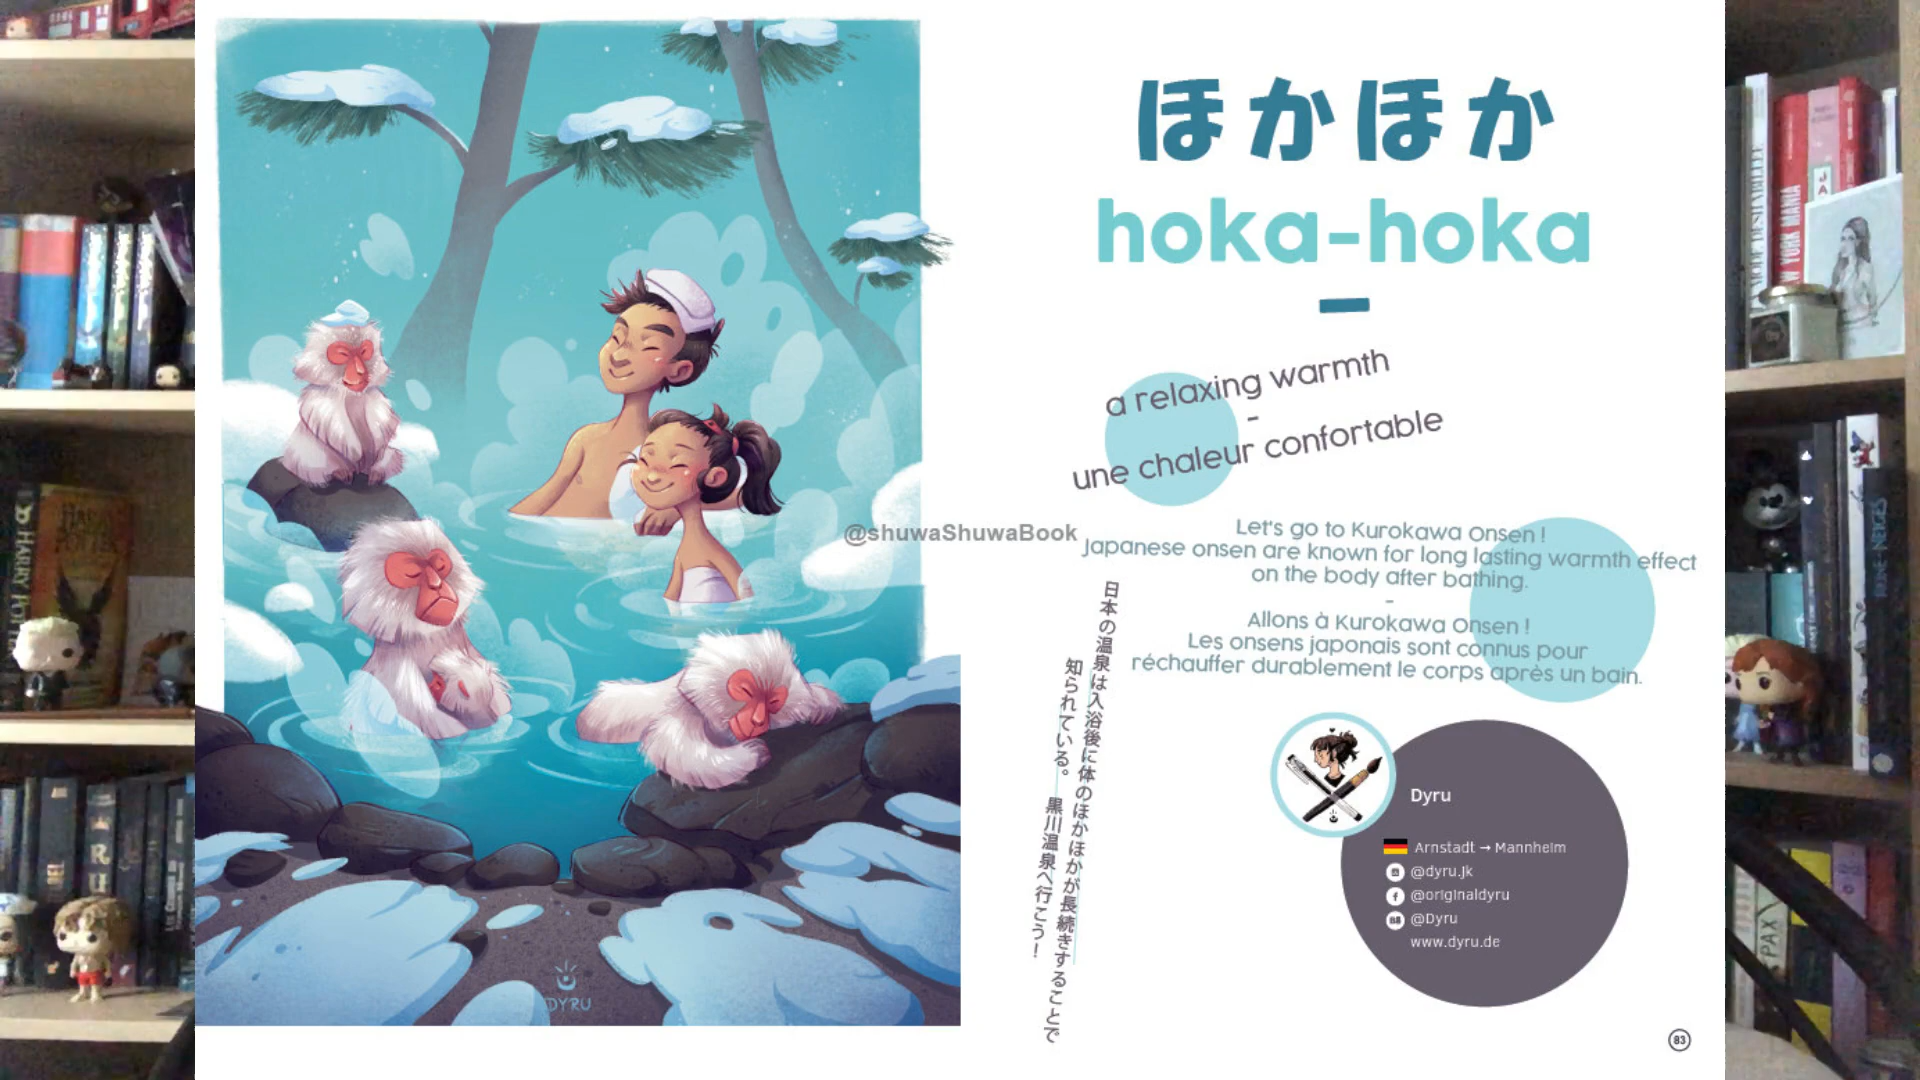 ほかほか
hoka-hoka
a relaxing warmth
-
une chaleur confortable
@shuwaShuwaBook
Let's go to Kurokawa Onsen !
Japanese onsen are known for long lasting warmth effect
on the body after bathing.
-
Allons à Kurokawa Onsen !
Les onsens japonais sont connus pour
réchauffer durablement le corps après un bain.
日本の温泉は入浴後に体のほかほかが長続きすることで
知られている。 黒川温泉へ行こう！
Dyru
Arnstadt → Mannheim
@dyru.jk
@originaldyru
@Dyru
www.dyru.de
DYRU
83
HARRY POTTER
NEW YORK MANIA